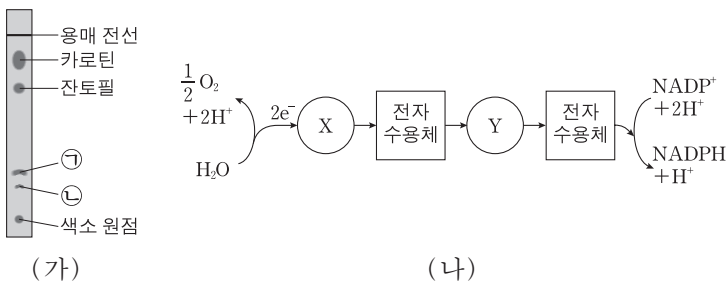 용매 전선
카로틴
잔토필
㉠
㉡
색소 원점
(가)
1/2 O₂
+2H⁺
H₂O
2e⁻
X
전자
수용체
Y
전자
수용체
NADP⁺
+2H⁺
NADPH
+H⁺
(나)